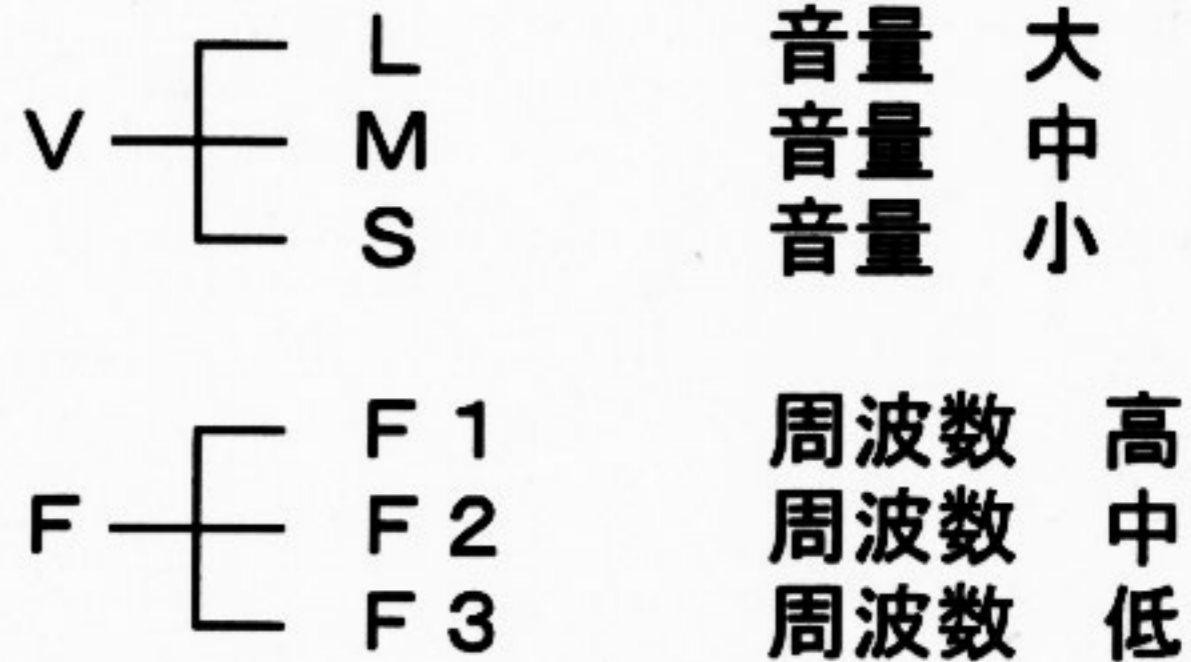 L 音量 大
V M 音量 中
S 音量 小
F1 周波数 高
F F2 周波数 中
F3 周波数 低